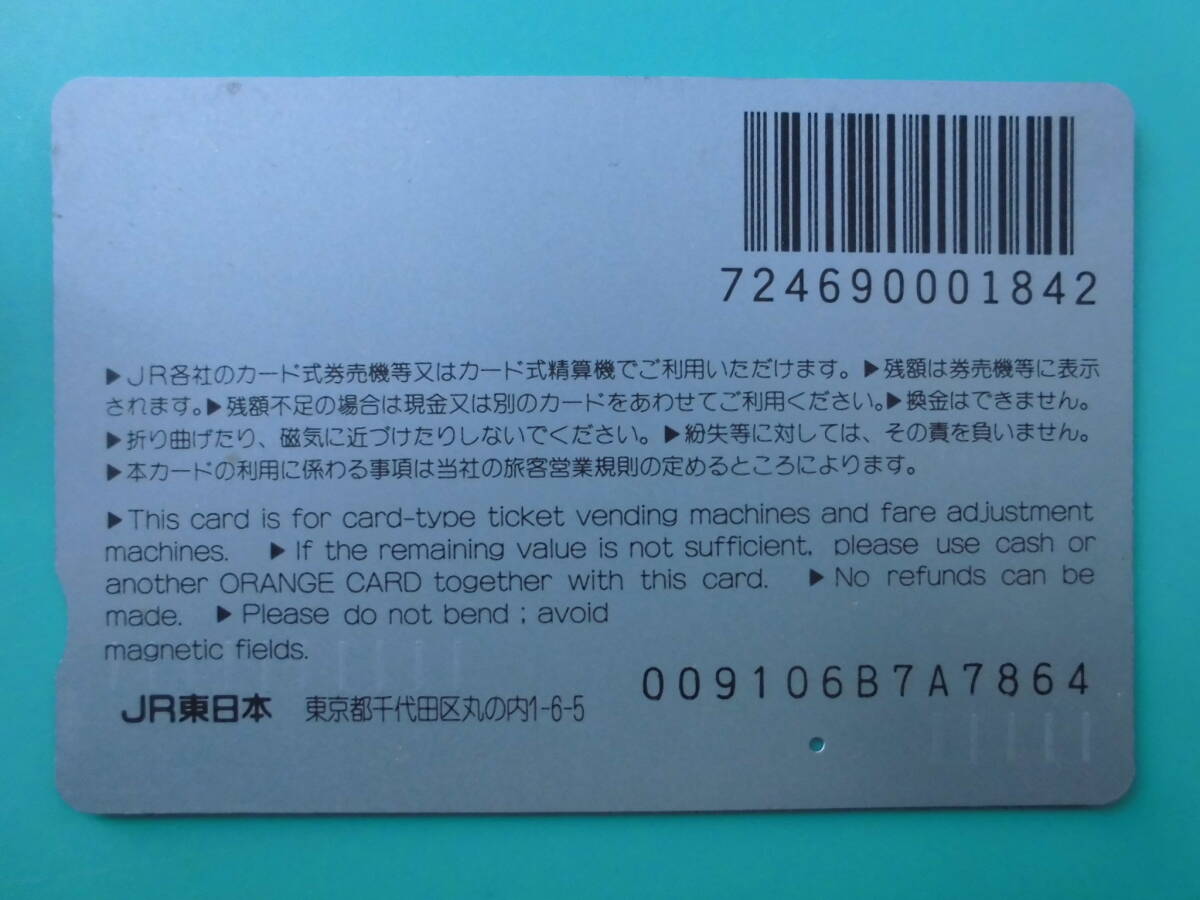 724690001842
▶JR各社のカード式券売機等又はカード式精算機でご利用いただけます。▶残額は券売機等に表示
されます。▶残額不足の場合は現金又は別のカードをあわせてご利用ください。▶換金はできません。
▶折り曲げたり、磁気に近づけたりしないでください。▶紛失等に対しては、その責を負いません。
▶本カードの利用に係わる事項は当社の旅客営業規則の定めるところによります。
▶This card is for card-type ticket vending machines and fare adjustment
machines. ▶If the remaining value is not sufficient, please use cash or
another ORANGE CARD together with this card. ▶No refunds can be
made. ▶Please do not bend ; avoid
magnetic fields.
009106B7A7864
JR東日本 東京都千代田区丸の内1-6-5